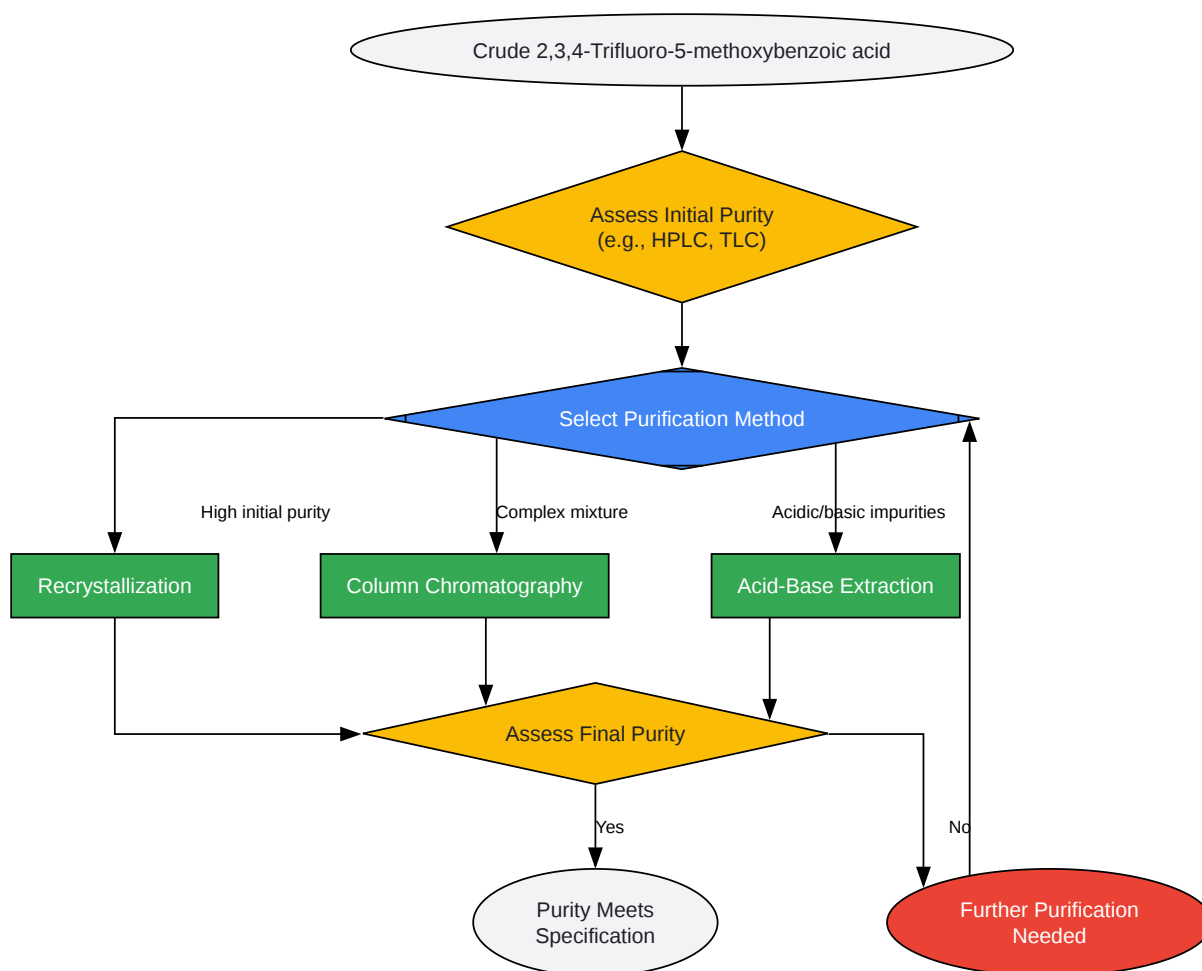 Crude 2,3,4-Trifluoro-5-methoxybenzoic acid
Assess Initial Purity
(e.g., HPLC, TLC)
Select Purification Method
High initial purity
Complex mixture
Acidic/basic impurities
Recrystallization
Column Chromatography
Acid-Base Extraction
Assess Final Purity
Yes
No
Purity Meets
Specification
Further Purification
Needed